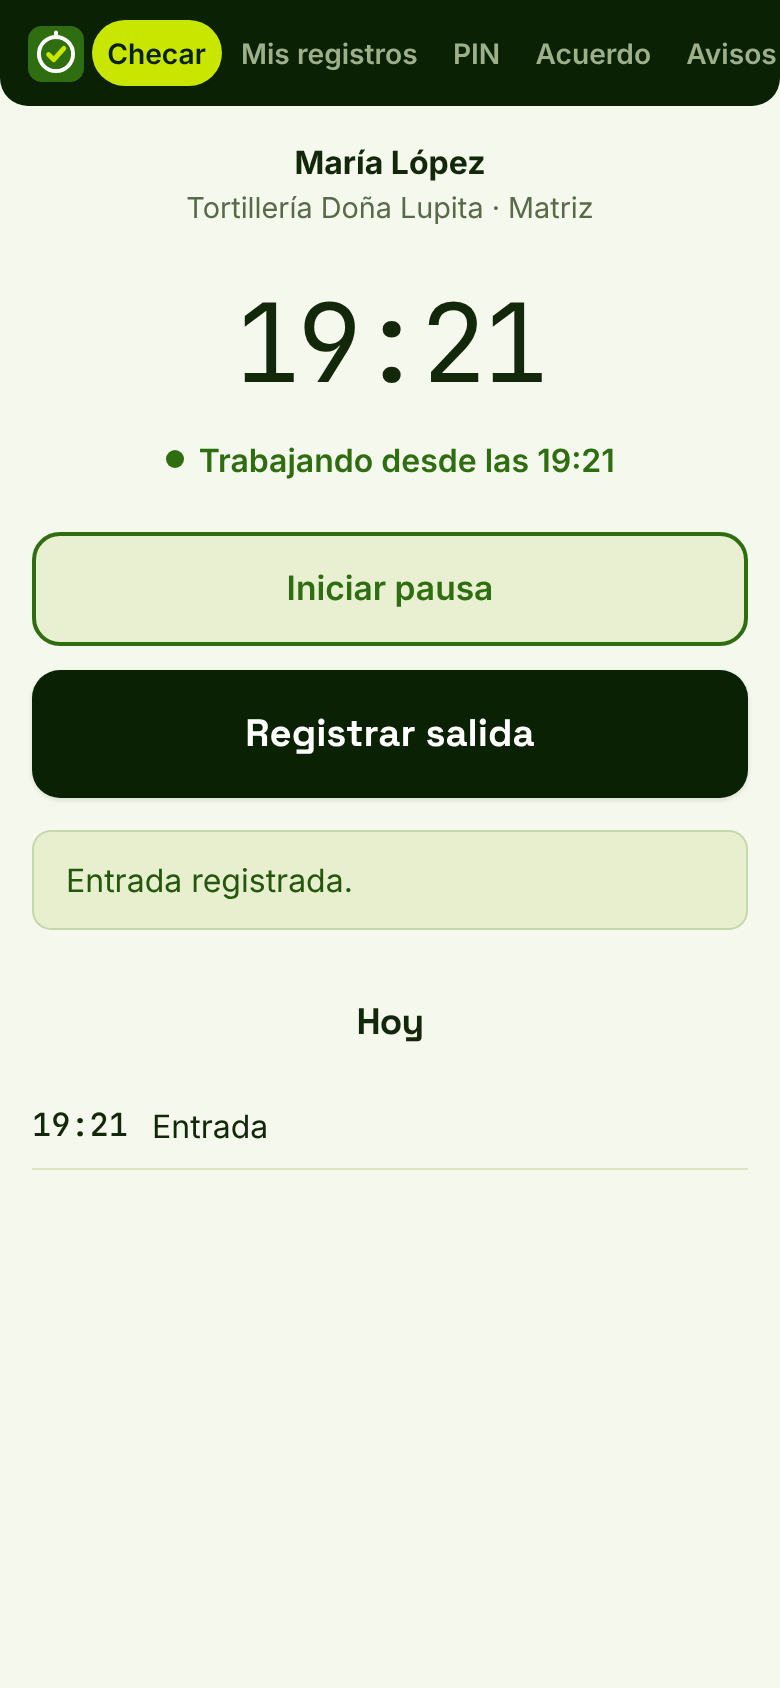 Checar Mis registros PIN Acuerdo Avisos
María López
Tortillería Doña Lupita · Matriz
19:21
Trabajando desde las 19:21
Iniciar pausa
Registrar salida
Entrada registrada.
Hoy
19:21 Entrada